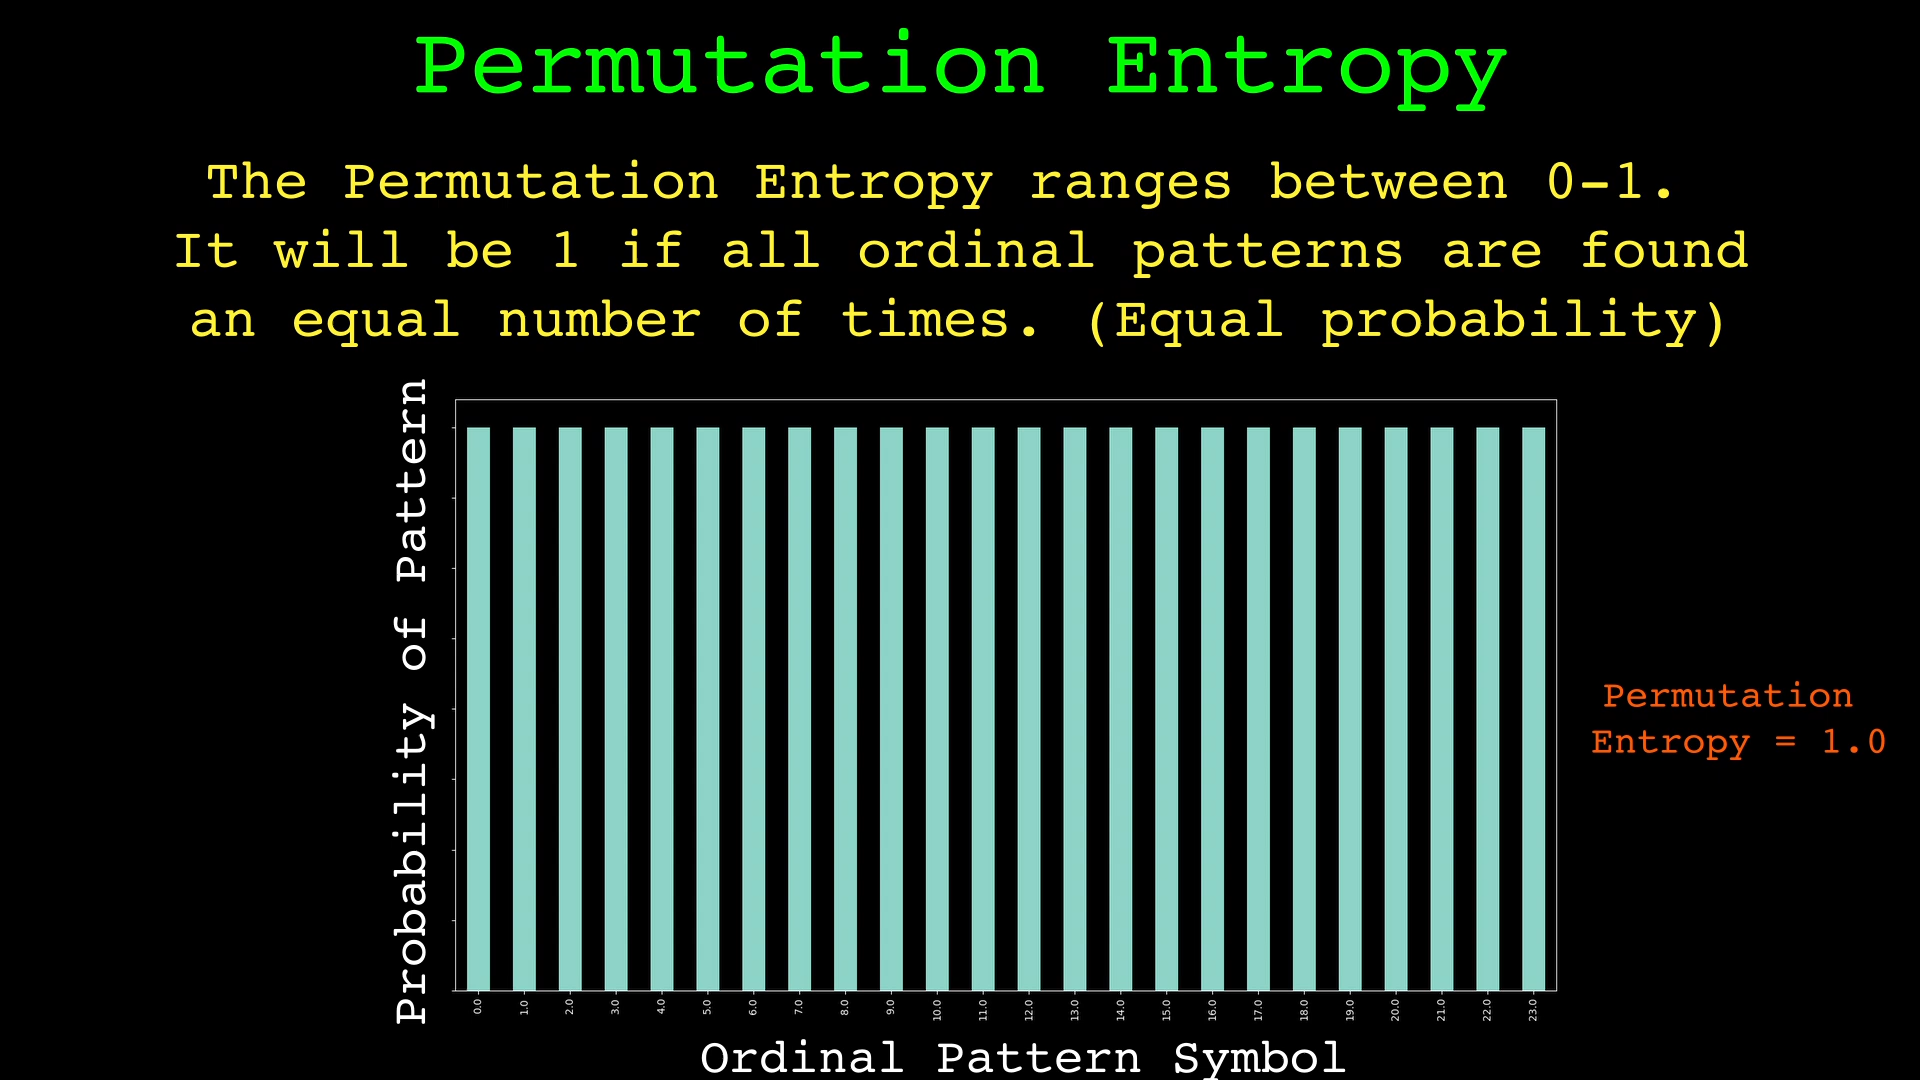 Permutation Entropy
The Permutation Entropy ranges between 0-1.
It will be 1 if all ordinal patterns are found
an equal number of times. (Equal probability)
Probability of Pattern
Permutation
Entropy = 1.0
0.0 1.0 2.0 3.0 4.0 5.0 6.0 7.0 8.0 9.0 10.0 11.0 12.0 13.0 14.0 15.0 16.0 17.0 18.0 19.0 20.0 21.0 22.0 23.0
Ordinal Pattern Symbol